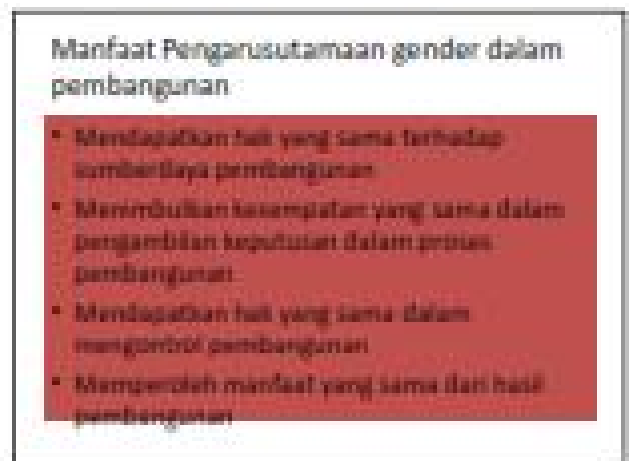 Manfaat Pengarusutamaan gender dalam
pembangunan
• Mendapatkan hak yang sama terhadap
sumberdaya pembangunan
• Menimbulkan kesempatan yang sama dalam
pengambilan keputusan dalam proses
pembangunan
• Mendapatkan hak yang sama dalam
mengontrol pembangunan
• Memperoleh manfaat yang sama dari hasil
pembangunan